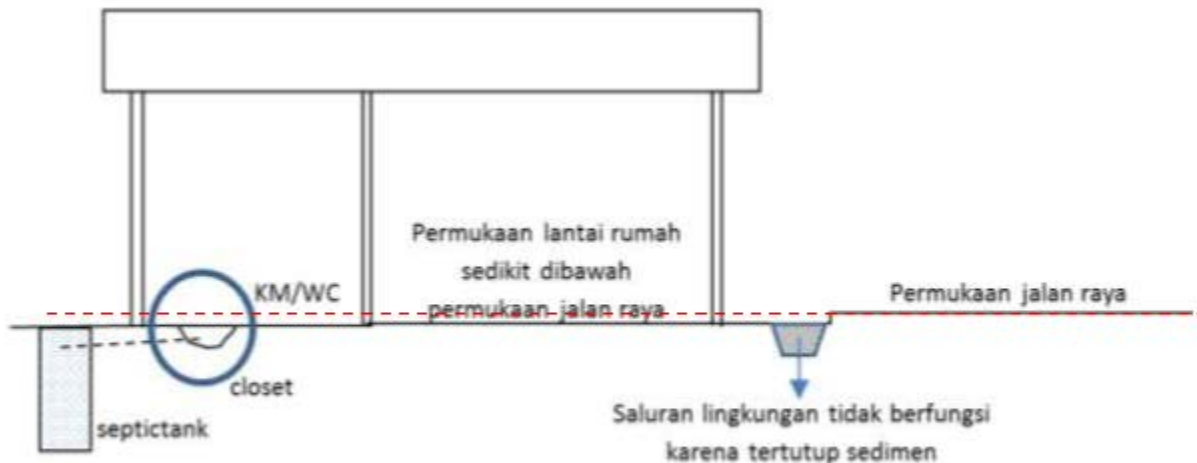 Permukaan lantai rumah
sedikit dibawah
permukaan jalan raya
KM/WC
Permukaan jalan raya
closet
septictank
Saluran lingkungan tidak berfungsi
karena tertutup sedimen